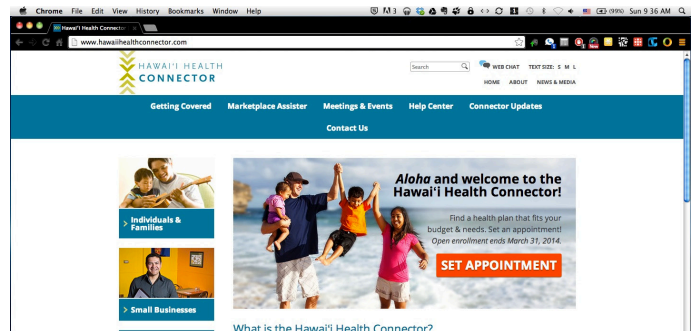 Chrome File Edit View History Bookmarks Window Help
3
(99%) Sun 9:36 AM
Hawai'i Health Connector
www.hawaiihealthconnector.com
HAWAI'I HEALTH
CONNECTOR
Search
WEB CHAT TEXT SIZE: S M L
HOME ABOUT NEWS & MEDIA
Getting Covered Marketplace Assister Meetings & Events Help Center Connector Updates
Contact Us
Aloha and welcome to the
Hawai'i Health Connector!
Find a health plan that fits your
budget & needs. Set an appointment!
Open enrollment ends March 31, 2014.
SET APPOINTMENT
> Individuals &
Families
> Small Businesses
What is the Hawai'i Health Connector?